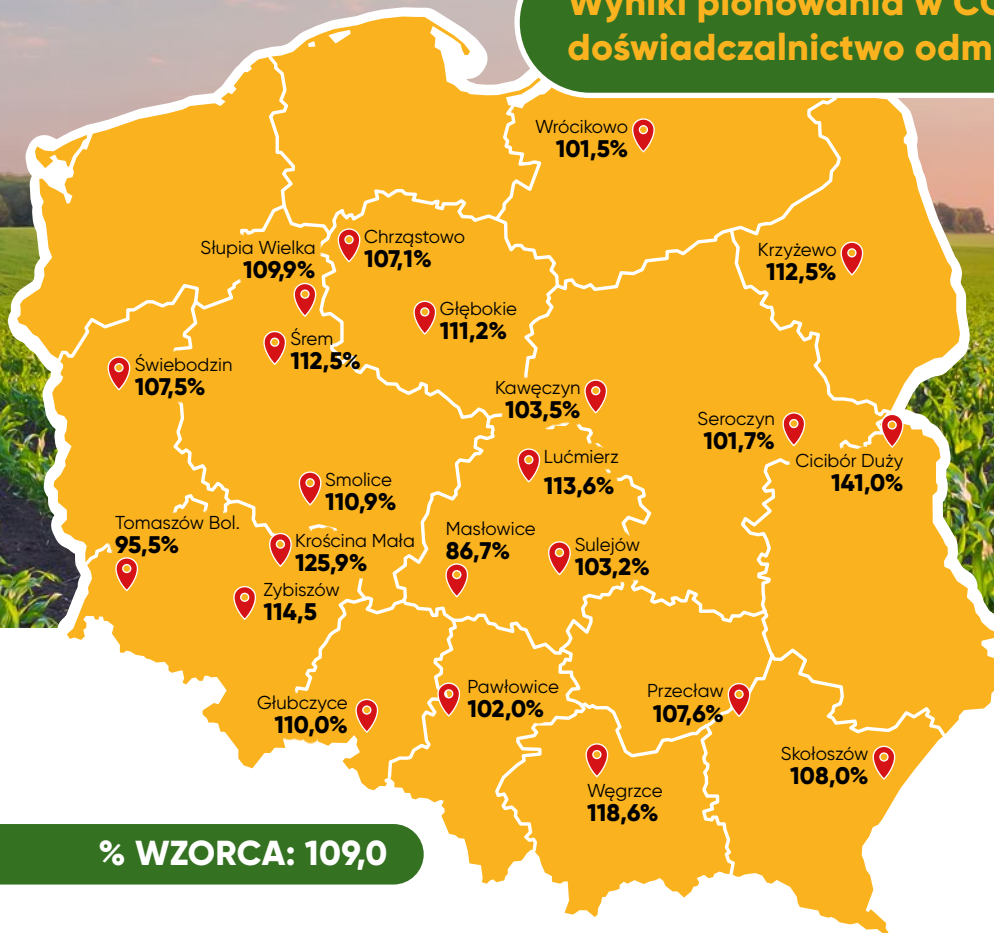 Wyniki plonowania w
doświadczalnictwo
Wrócikowo
101,5%
Chrząstowo
107,1%
Słupia Wielka
109,9%
Krzyżewo
112,5%
Głębokie
111,2%
Śrem
112,5%
Świebodzin
107,5%
Kawęczyn
103,5%
Seroczyn
101,7%
Cicibór Duży
141,0%
Lućmierz
113,6%
Smolice
110,9%
Tomaszów Bol.
95,5%
Krościna Mała
125,9%
Masłowice
86,7%
Sulejów
103,2%
Zybiszów
114,5
Głubczyce
110,0%
Pawłowice
102,0%
Przecław
107,6%
Skołoszów
108,0%
Węgrzce
118,6%
% WZORCA: 109,0